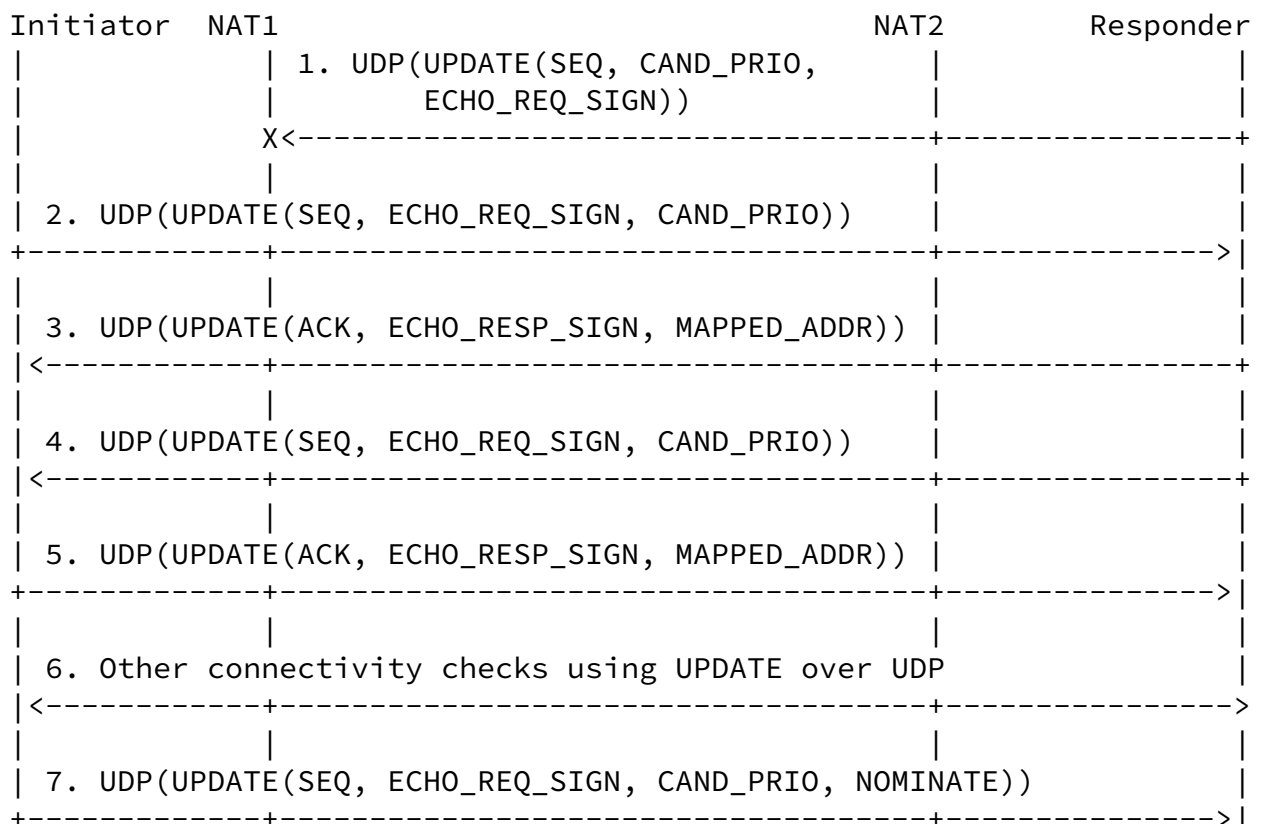 Initiator NAT1 NAT2 Responder
1. UDP(UPDATE(SEQ, CAND_PRIO,
ECHO_REQ_SIGN))
X
2. UDP(UPDATE(SEQ, ECHO_REQ_SIGN, CAND_PRIO))
3. UDP(UPDATE(ACK, ECHO_RESP_SIGN, MAPPED_ADDR))
4. UDP(UPDATE(SEQ, ECHO_REQ_SIGN, CAND_PRIO))
5. UDP(UPDATE(ACK, ECHO_RESP_SIGN, MAPPED_ADDR))
6. Other connectivity checks using UPDATE over UDP
7. UDP(UPDATE(SEQ, ECHO_REQ_SIGN, CAND_PRIO, NOMINATE))